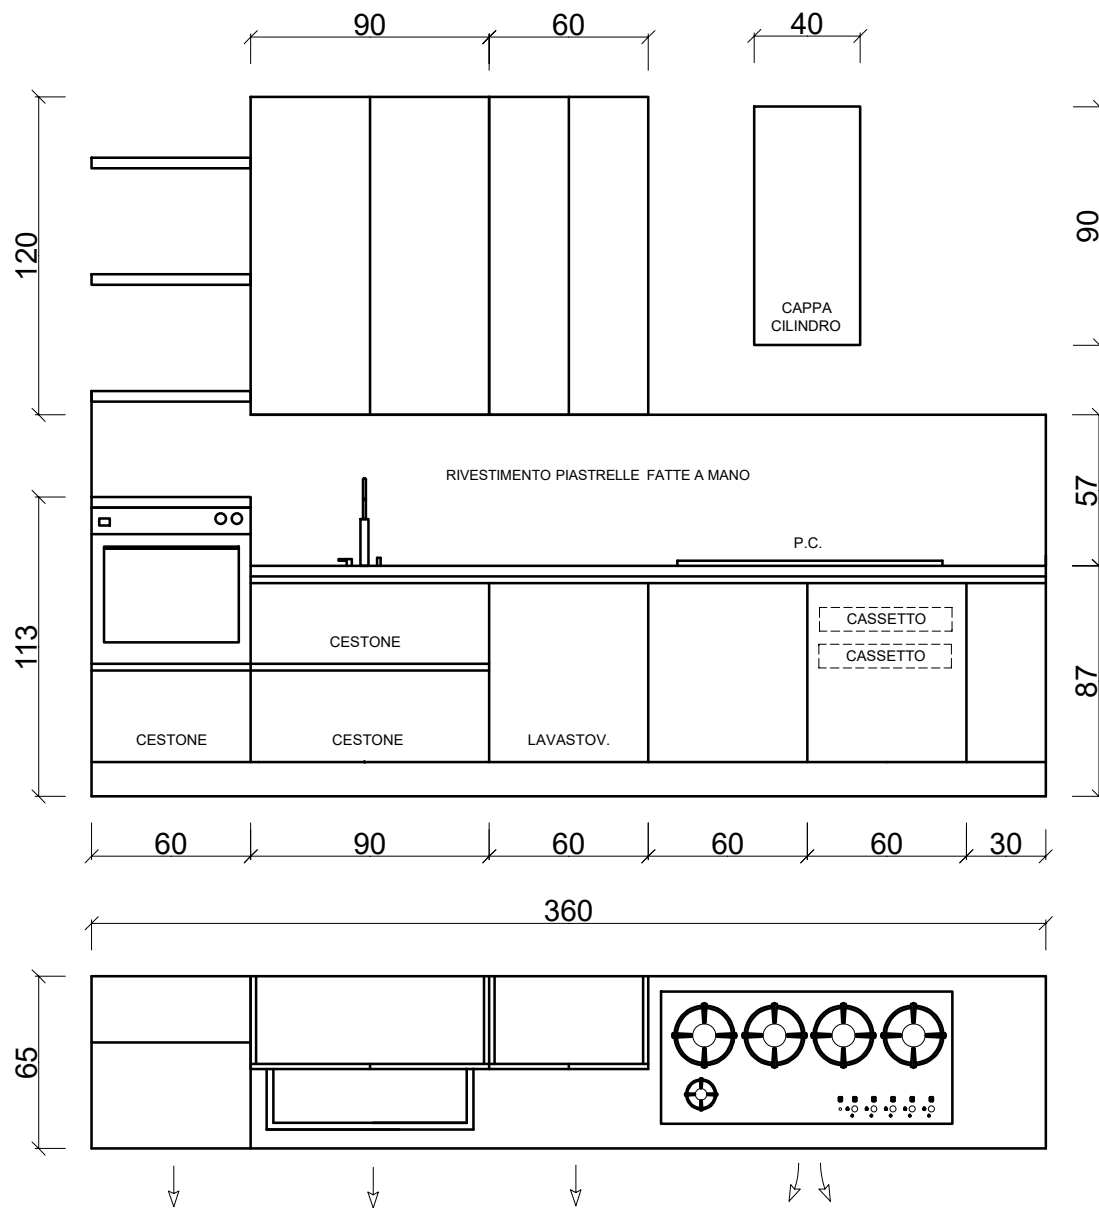 90
60
40
120
90
CAPPA
CILINDRO
RIVESTIMENTO PIASTRELLE FATTE A MANO
57
P.C.
113
CESTONE
CASSETTO
CASSETTO
87
CESTONE
CESTONE
LAVASTOV.
60
90
60
60
60
30
360
65